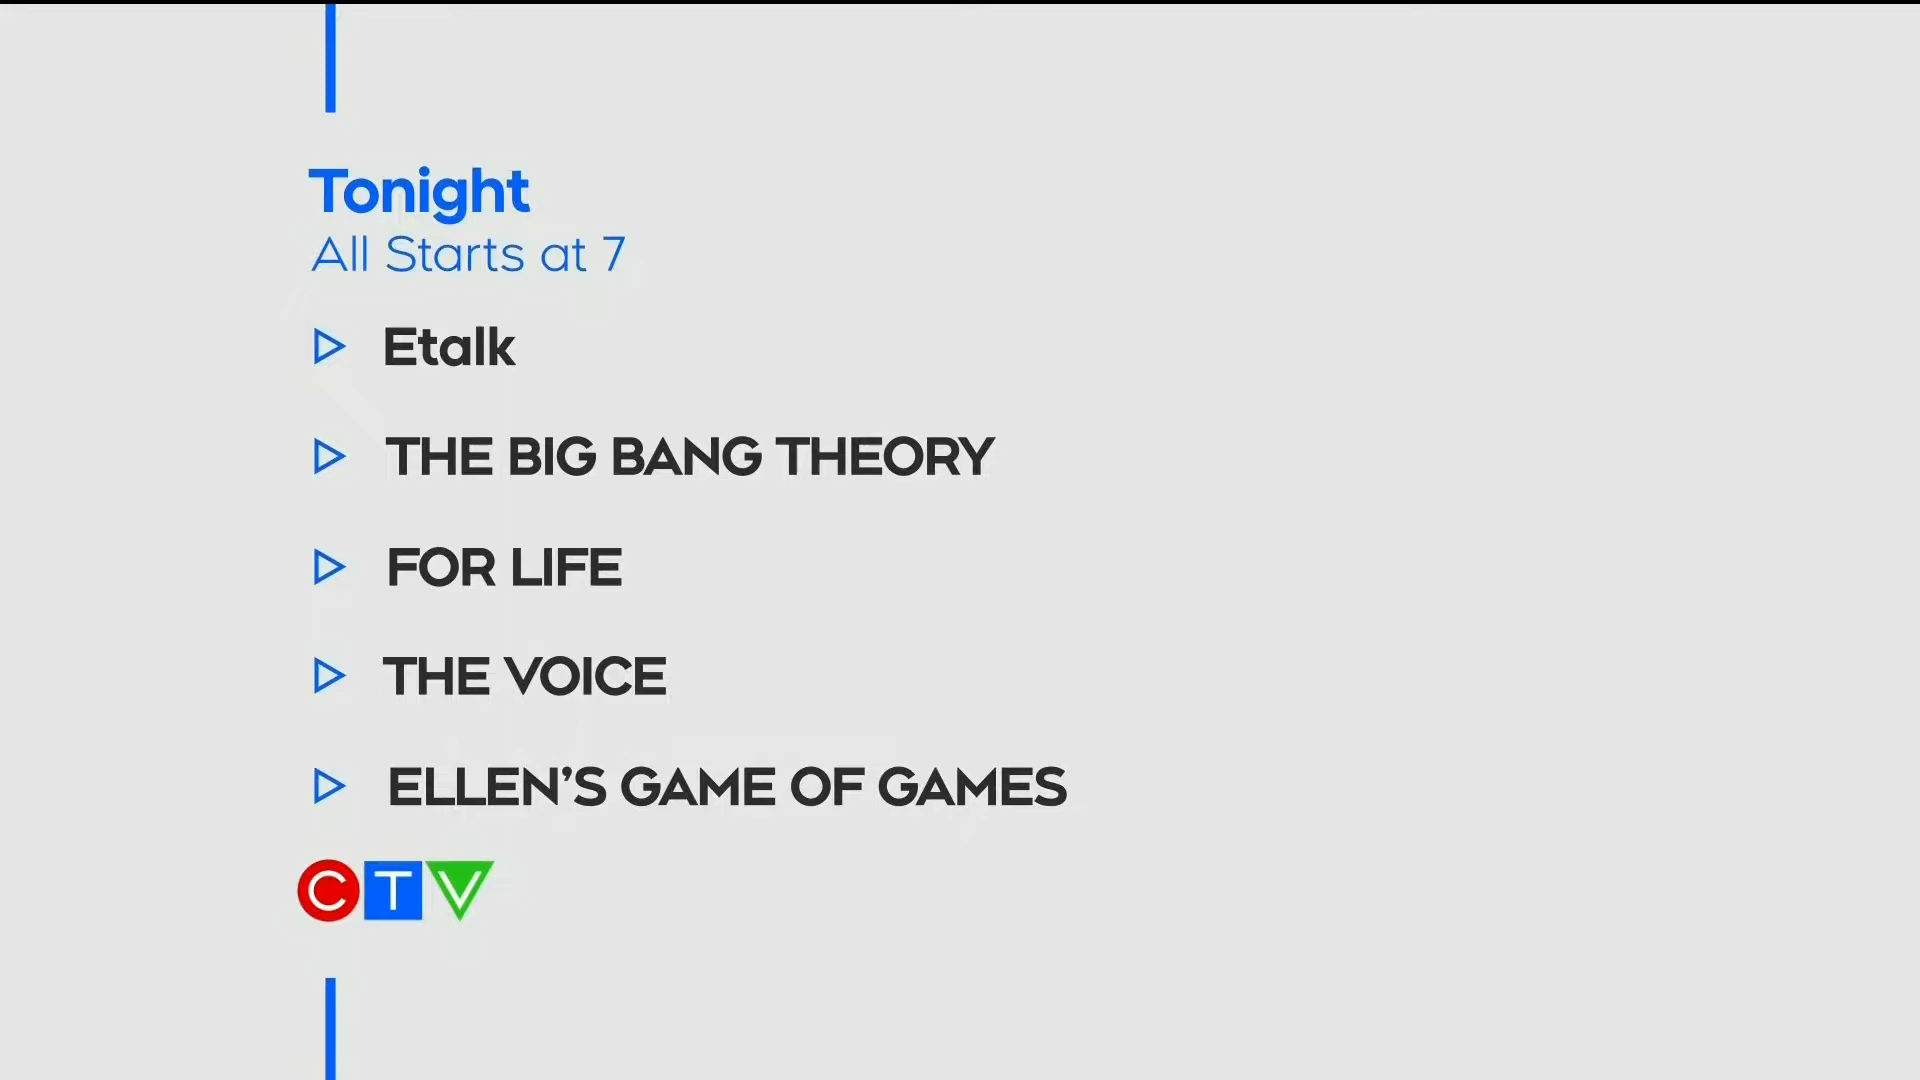 Tonight
All Starts at 7
Etalk
THE BIG BANG THEORY
FOR LIFE
THE VOICE
ELLEN’S GAME OF GAMES
CTV